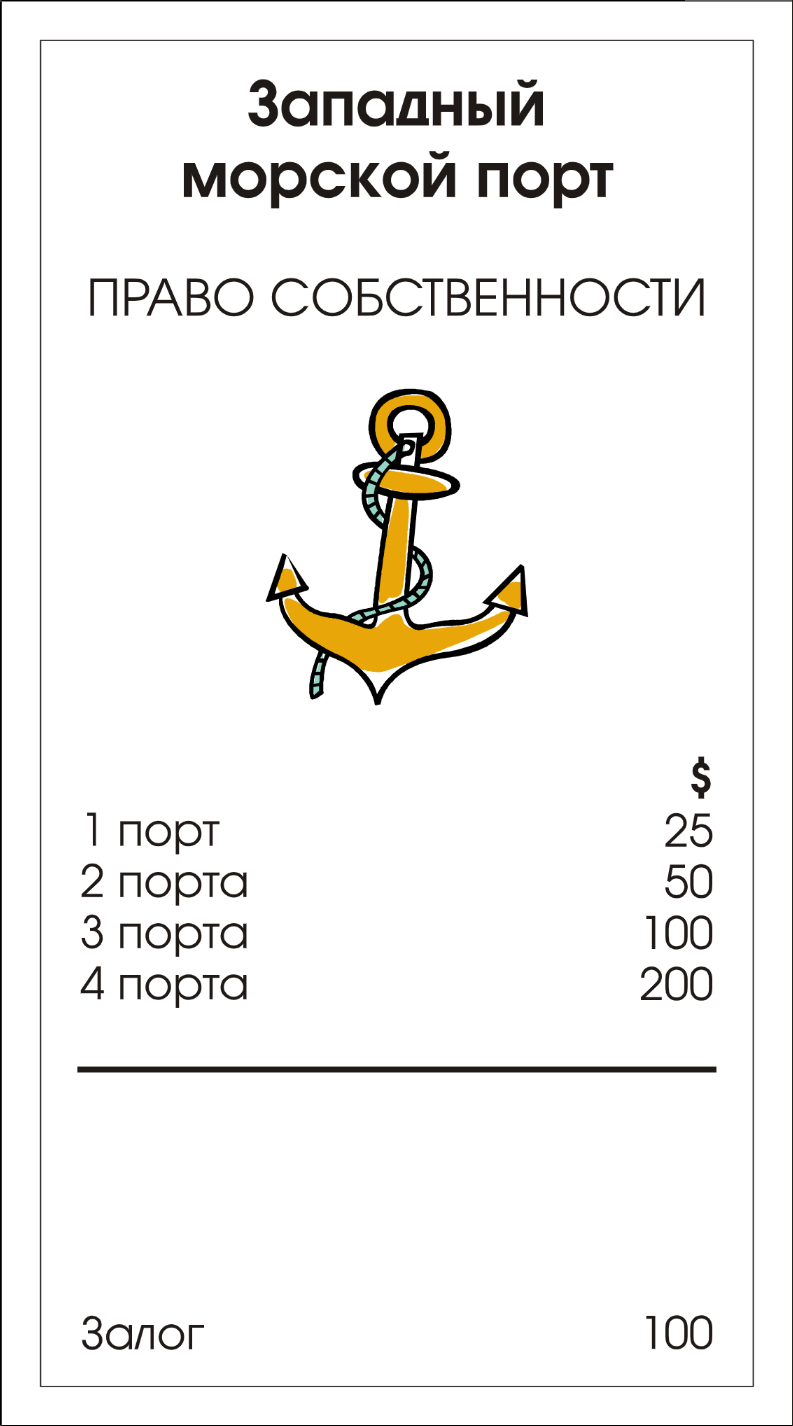 Западный
морской порт
ПРАВО СОБСТВЕННОСТИ
$
1 порт 25
2 порта 50
3 порта 100
4 порта 200
Залог 100